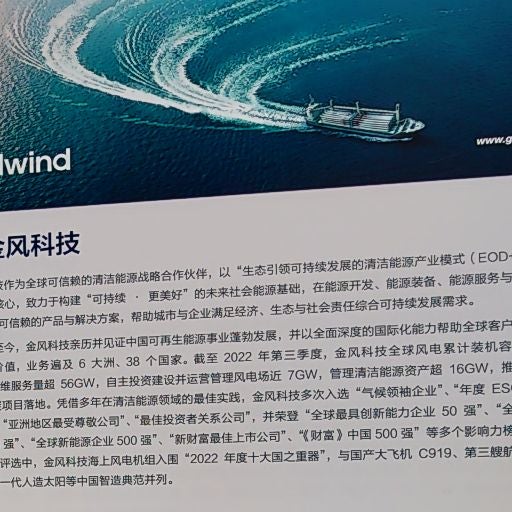 lwind
www.g
金风科技
技作为全球可信赖的清洁能源战略合作伙伴，以“生态引领可持续发展的清洁能源产业模式（EOD+
核心，致力于构建“可持续 · 更美好”的未来社会能源基础，在能源开发、能源装备、能源服务与
可信赖的产品与解决方案，帮助城市与企业满足经济、生态与社会责任综合可持续发展需求。
至今，金风科技亲历并见证中国可再生能源事业蓬勃发展，并以全面深度的国际化能力帮助全球客户
价值，业务遍及 6 大洲、38 个国家。截至 2022 年第三季度，金风科技全球风电累计装机容
维服务量超 56GW，自主投资建设并运营管理风电场近 7GW，管理清洁能源资产超 16GW，推
项目落地。凭借多年在清洁能源领域的最佳实践，金风科技多次入选“气候领袖企业”、“年度 ESG
“亚洲地区最受尊敬公司”、“最佳投资者关系公司”，并荣登“全球最具创新能力企业 50 强”、“全
强”、“全球新能源企业 500 强”、“新财富最佳上市公司”、“《财富》中国 500 强”等多个影响力榜
评选中，金风科技海上风电机组入围“2022 年度十大国之重器”，与国产大飞机 C919、第三艘航
一代人造太阳等中国智造典范并列。